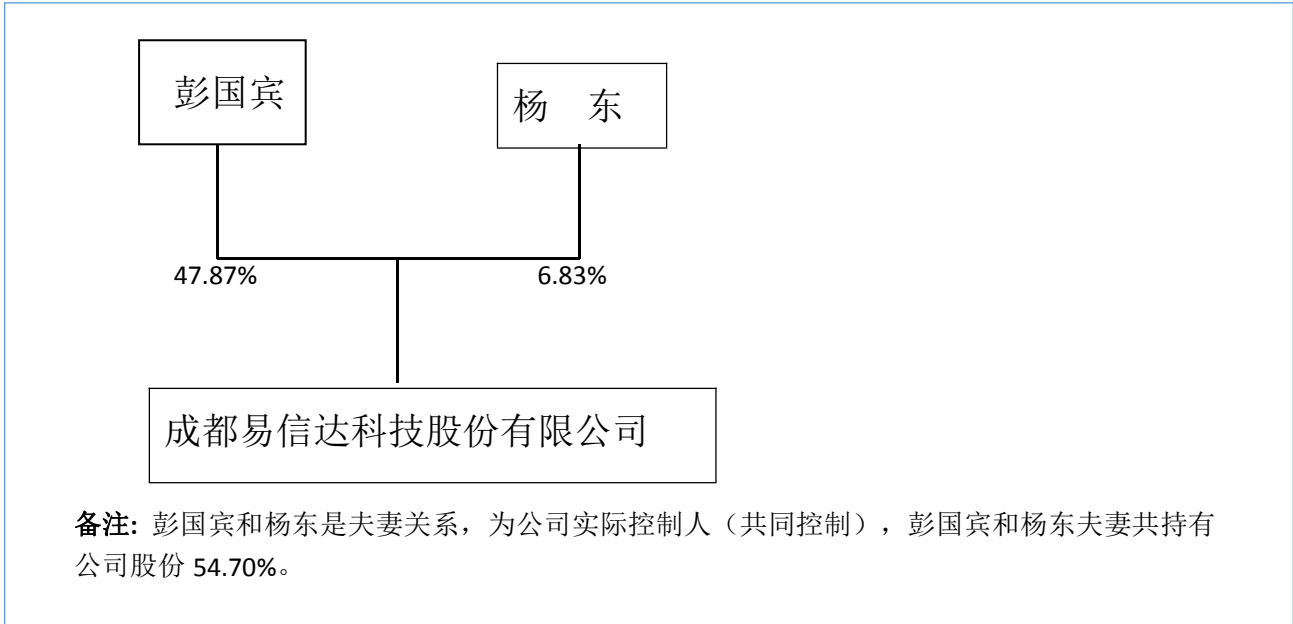 彭国宾
杨 东
47.87%
6.83%
成都易信达科技股份有限公司
备注: 彭国宾和杨东是夫妻关系，为公司实际控制人（共同控制），彭国宾和杨东夫妻共持有
公司股份 54.70%。